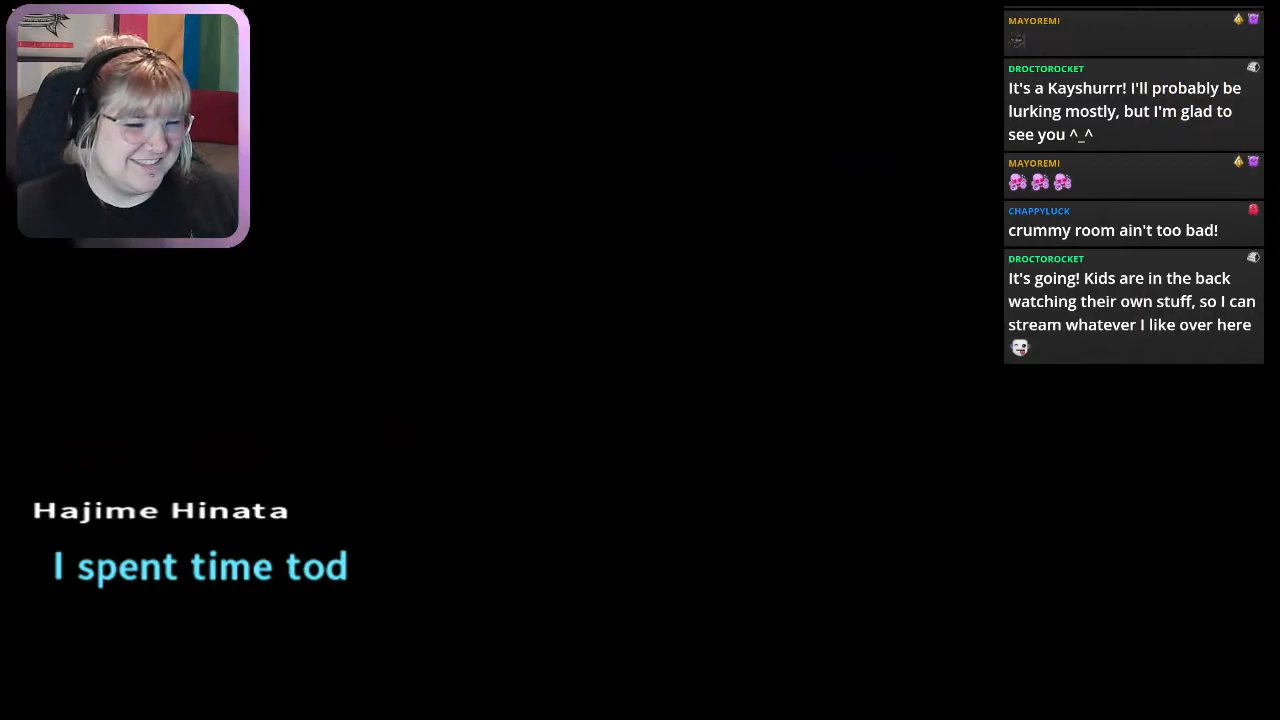 MAYOREMI
DROCTOROCKET
It's a Kayshurrr! I'll probably be
lurking mostly, but I'm glad to
see you ^_^
MAYOREMI
CHAPPYLUCK
crummy room ain't too bad!
DROCTOROCKET
It's going! Kids are in the back
watching their own stuff, so I can
stream whatever I like over here
Hajime Hinata
I spent time tod